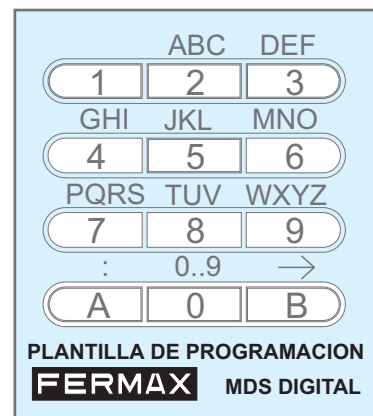 ABC DEF
1 2 3
GHI JKL MNO
4 5 6
PQRS TUV WXYZ
7 8 9
: 0..9 →
A 0 B
PLANTILLA DE PROGRAMACION
FERMAX MDS DIGITAL